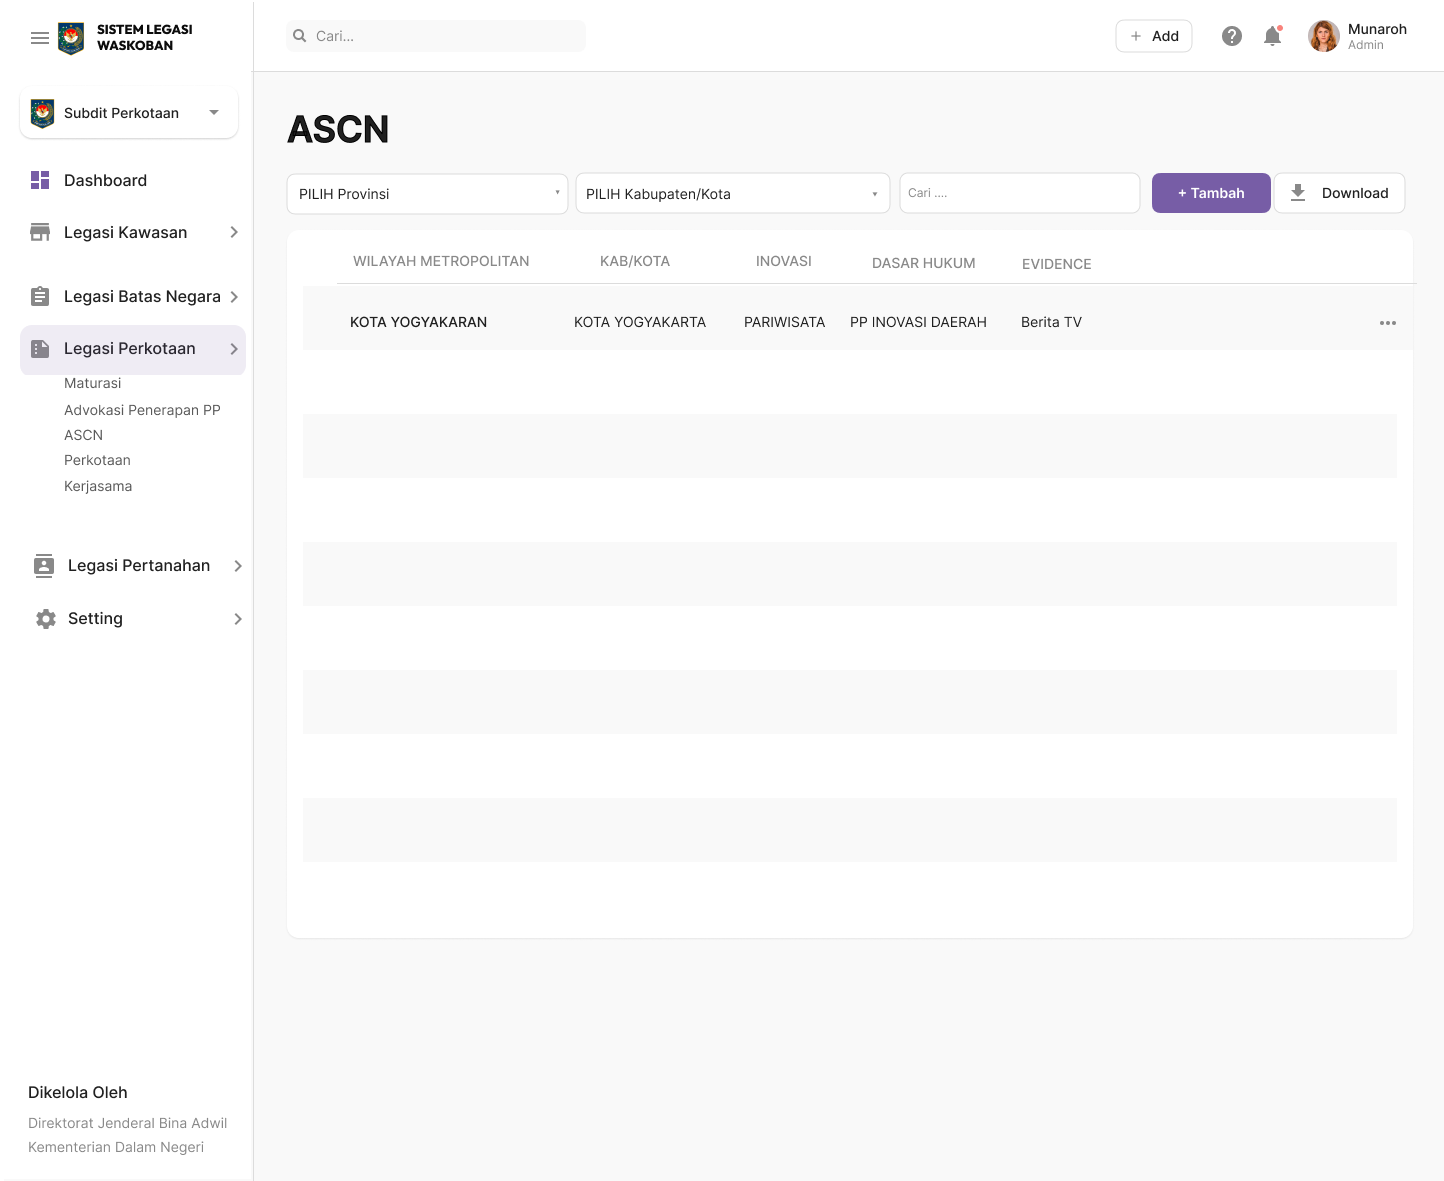 SISTEM LEGASI
WASKOBAN
Cari...
+ Add
Munaroh
Admin
Subdit Perkotaan
Dashboard
Legasi Kawasan
Legasi Batas Negara
Legasi Perkotaan
Maturasi
Advokasi Penerapan PP
ASCN
Perkotaan
Kerjasama
Legasi Pertanahan
Setting
Dikelola Oleh
Direktorat Jenderal Bina Adwil
Kementerian Dalam Negeri
ASCN
PILIH Provinsi
PILIH Kabupaten/Kota
Cari ....
+ Tambah
Download
WILAYAH METROPOLITAN KAB/KOTA INOVASI DASAR HUKUM EVIDENCE
KOTA YOGYAKARAN KOTA YOGYAKARTA PARIWISATA PP INOVASI DAERAH Berita TV